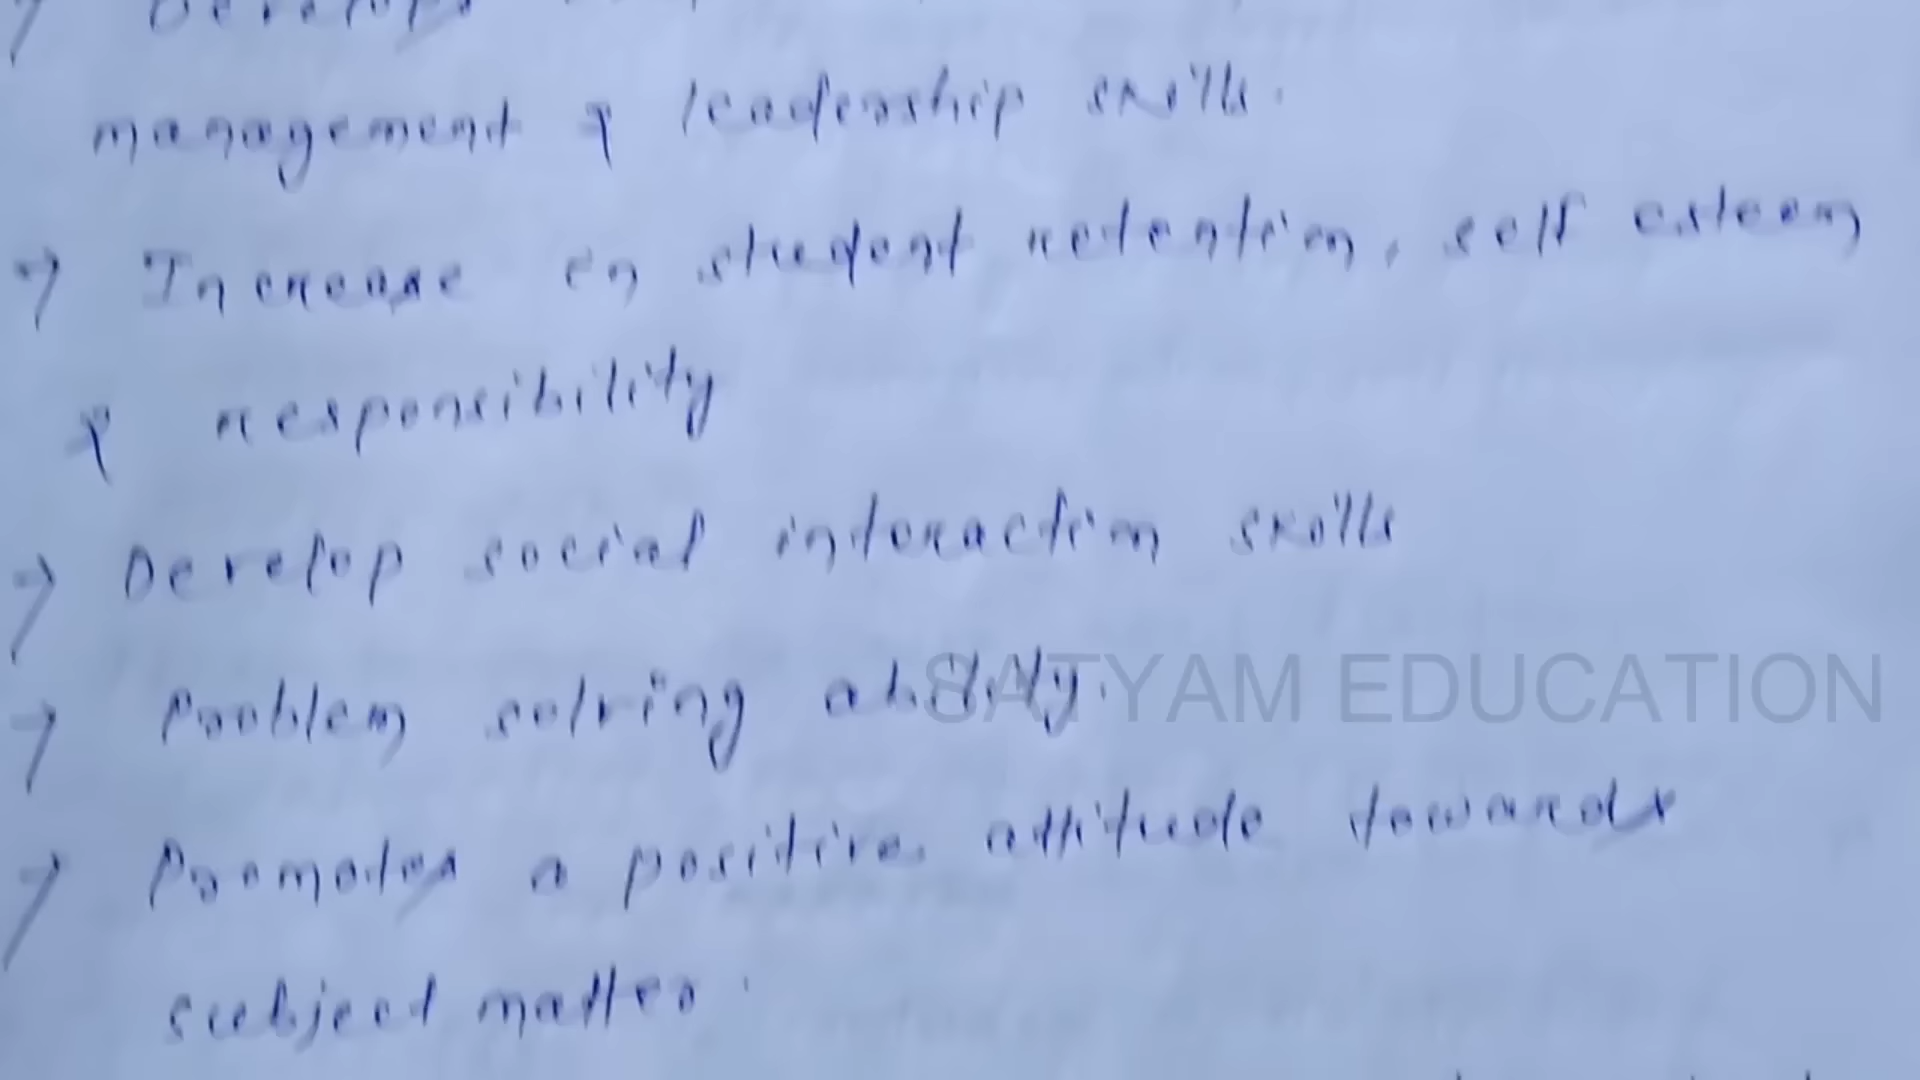 → Develops
management & leadership skills.
→ Increase in student retention, self esteem
& responsibility
→ Develop social interaction skills
→ Problem solving ability.
SATYAM EDUCATION
→ Promotes a positive attitude towards
subject matter.